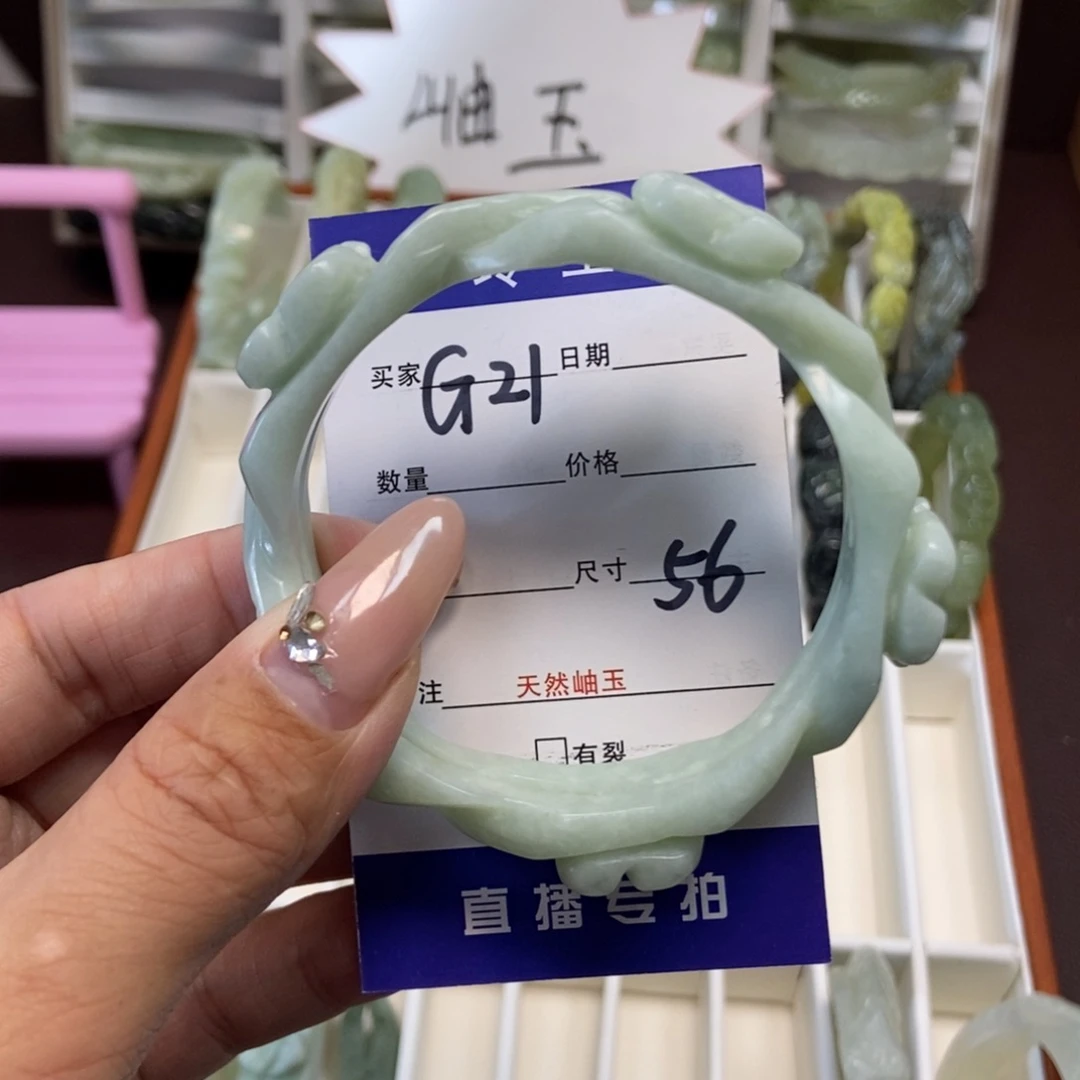 岫玉
买家 G21 日期
数量 价格
尺寸 56
注 天然岫玉
有裂
直播专拍